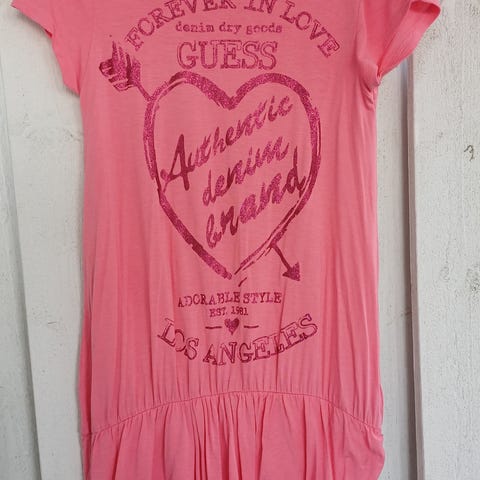 FOREVER IN LOVE
denim dry goods
GUESS
Authentic
denim
brand
ADORABLE STYLE
EST. 1981
LOS ANGELES